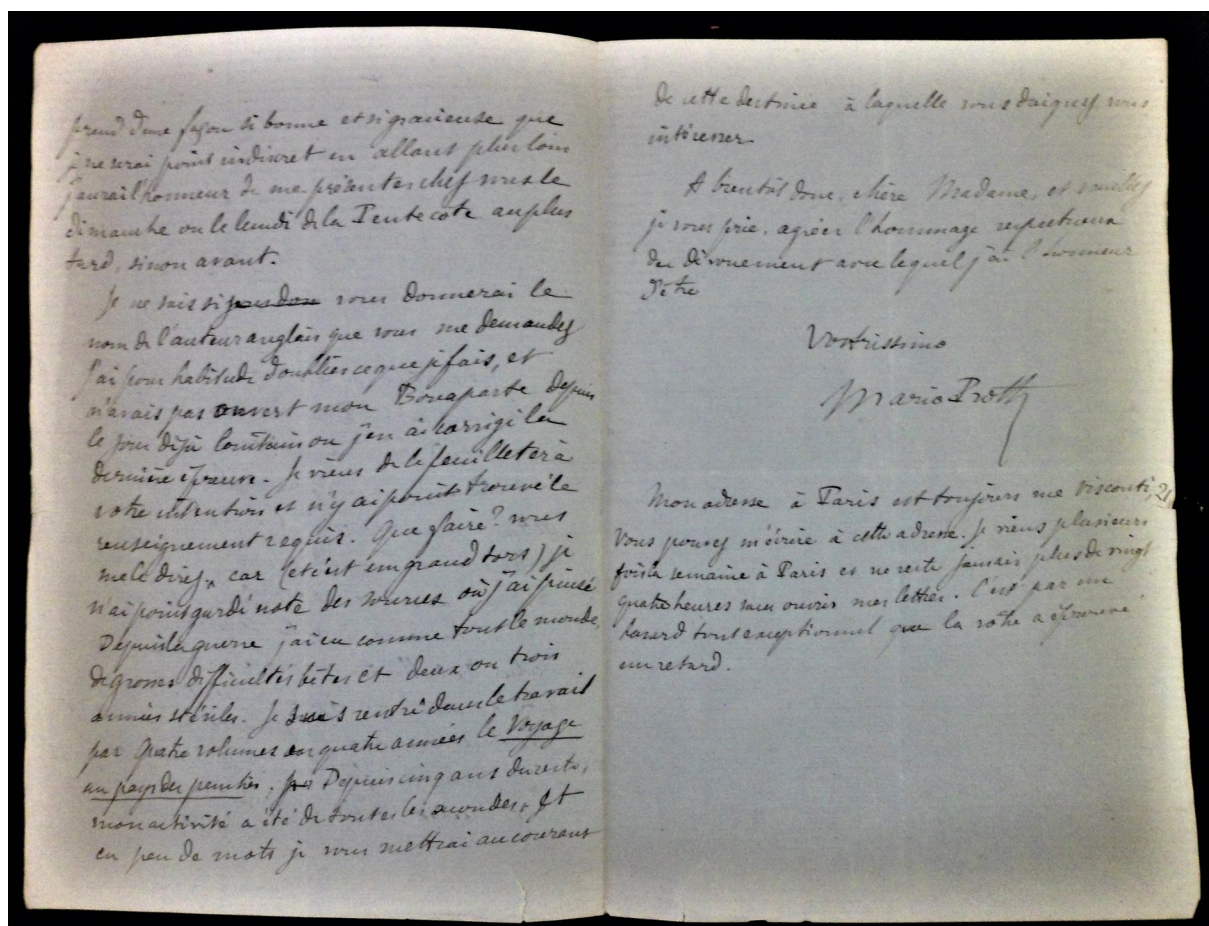 prend d'une façon si bonne et si gracieuse que
je ne serai point indiscret en allant plus loin
j'aurai l'honneur de me présenter chez vous le
dimanche ou le lundi de la Pentecôte au plus
tard, sinon avant.
Je ne sais si vous donnerai le
nom de l'auteur anglais que vous me demandez
J'ai pour habitude d'oublier ce que je fais, et
n'avais pas ouvert mon Bonaparte depuis
le jour déjà lointain où j'en ai corrigé la
dernière épreuve. Je viens de le feuilleter à
votre intention et n'y ai point trouvé le
renseignement requis. Que faire? vous
me le direz, car (et c'est un grand tors) je
n'ai point gardé note des sources où j'ai puisé
Depuis la guerre j'ai eu comme tout le monde,
de grosses difficultés bêtes et deux ou trois
années stériles. Je suis rentré dans le travail
par quatre volumes en quatre années le Voyage
au pays des peintres. Depuis cinq ans du reste,
mon activité a été de toutes les secondes. Et
en peu de mots je vous mettrai au courant
de cette destinée à laquelle vous daignez vous
intéresser
A bientôt donc, chère Madame, et veuillez
je vous prie, agréer l'hommage respectueux
du dévouement avec lequel j'ai l'honneur
d'être
Votrissimo
Mario Proth
Mon adresse à Paris est toujours rue Visconti, 21
Vous pouvez m'écrire à cette adresse. Je viens plusieurs
fois la semaine à Paris et ne reste jamais plus de vingt
quatre heures sans ouvrir mes lettres. C'est par un
hasard tout exceptionnel que la vôtre a éprouvé
un retard.